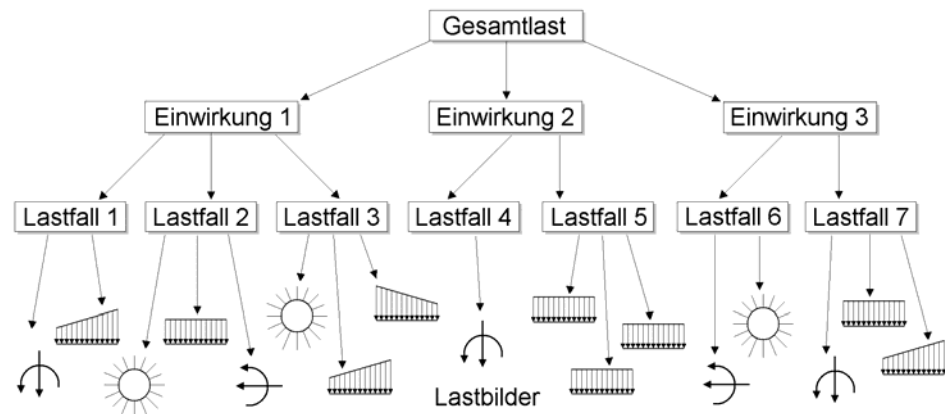 Gesamtlast
Einwirkung 1 Einwirkung 2 Einwirkung 3
Lastfall 1 Lastfall 2 Lastfall 3 Lastfall 4 Lastfall 5 Lastfall 6 Lastfall 7
Lastbilder